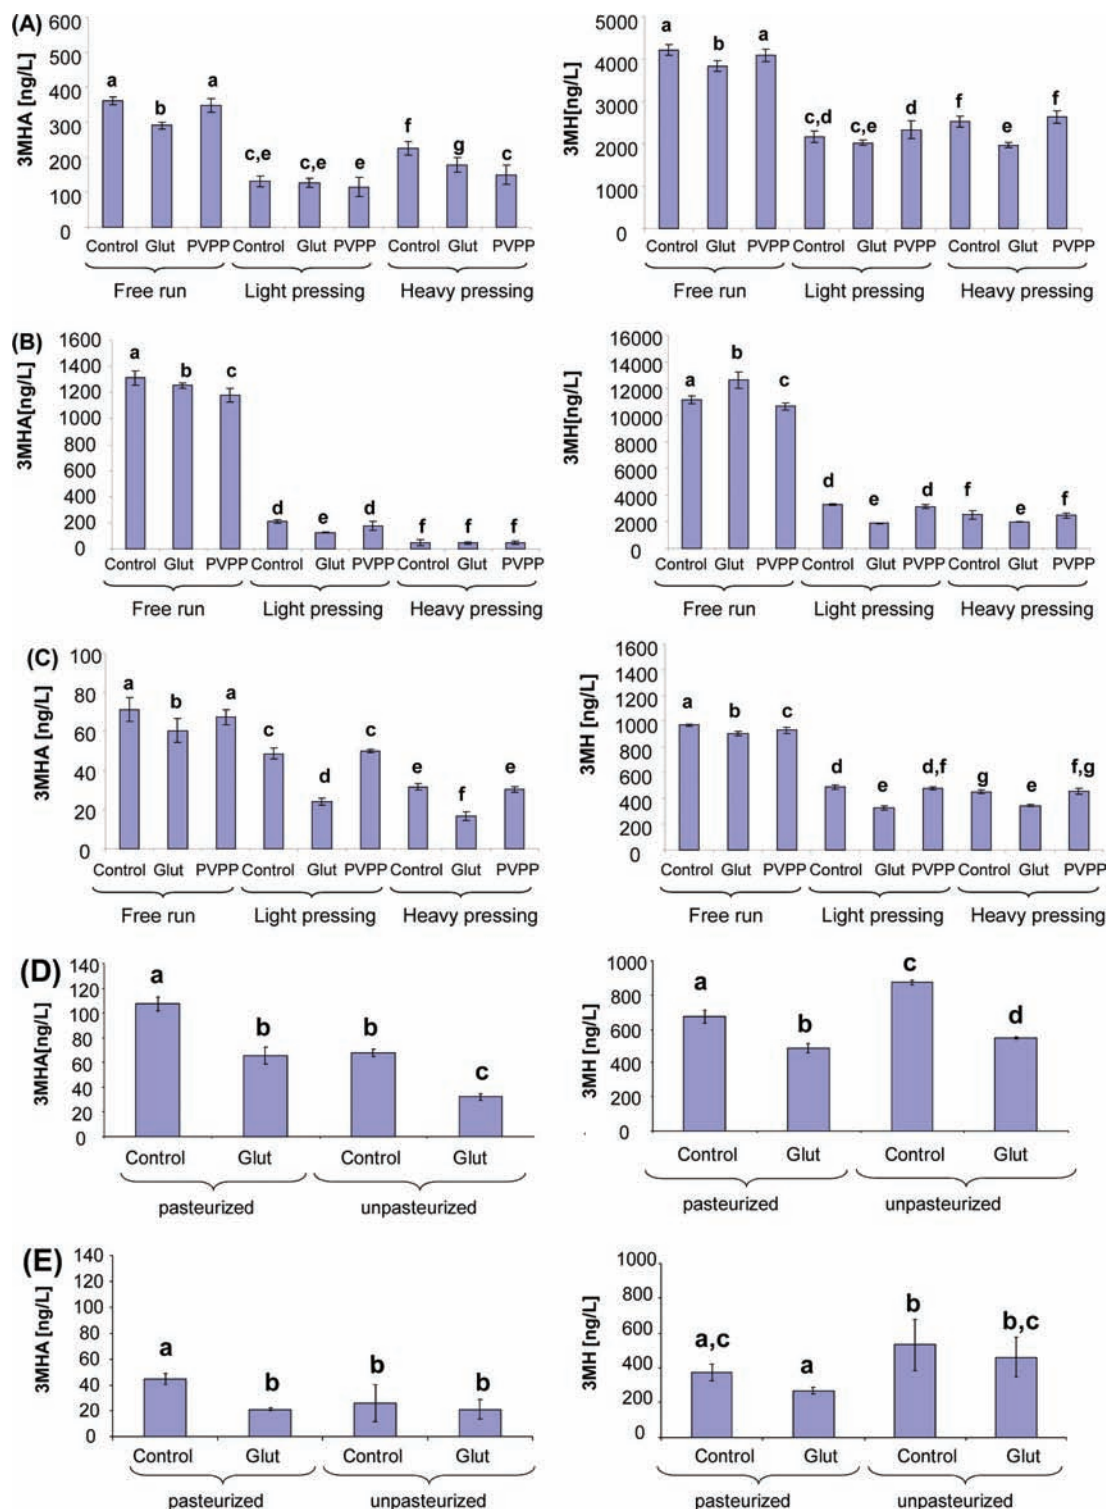 (A)
3MHA [ng/L]
600
500
400
300
200
100
0
a
b
a
c,e
c,e
e
f
g
c
Control Glut PVPP Control Glut PVPP Control Glut PVPP
Free run Light pressing Heavy pressing
3MH[ng/L]
5000
4000
3000
2000
1000
0
a
b
a
c,d
c,e
d
f
e
f
Control Glut PVPP Control Glut PVPP Control Glut PVPP
Free run Light pressing Heavy pressing
(B)
3MHA[ng/L]
1600
1400
1200
1000
800
600
400
200
0
a
b
c
d
e
d
f
f
f
Control Glut PVPP Control Glut PVPP Control Glut PVPP
Free run Light pressing Heavy pressing
3MH[ng/L]
16000
14000
12000
10000
8000
6000
4000
2000
0
a
b
c
d
e
d
f
e
f
Control Glut PVPP Control Glut PVPP Control Glut PVPP
Free run Light pressing Heavy pressing
(C)
3MHA [ng/L]
100
80
60
40
20
0
a
b
a
c
d
c
e
f
e
Control Glut PVPP Control Glut PVPP Control Glut PVPP
Free run Light pressing Heavy pressing
3MH [ng/L]
1600
1400
1200
1000
800
600
400
200
0
a
b
c
d
e
d,f
g
e
f,g
Control Glut PVPP Control Glut PVPP Control Glut PVPP
Free run Light pressing Heavy pressing
(D)
3MHA[ng/L]
140
120
100
80
60
40
20
0
a
b
b
c
Control Glut Control Glut
pasteurized unpasteurized
3MH [ng/L]
1000
800
600
400
200
0
a
b
c
d
Control Glut Control Glut
pasteurized unpasteurized
(E)
3MHA [ng/L]
140
120
100
80
60
40
20
0
a
b
b
b
Control Glut Control Glut
pasteurized unpasteurized
3MH [ng/L]
1000
800
600
400
200
0
a,c
a
b
b,c
Control Glut Control Glut
pasteurized unpasteurized